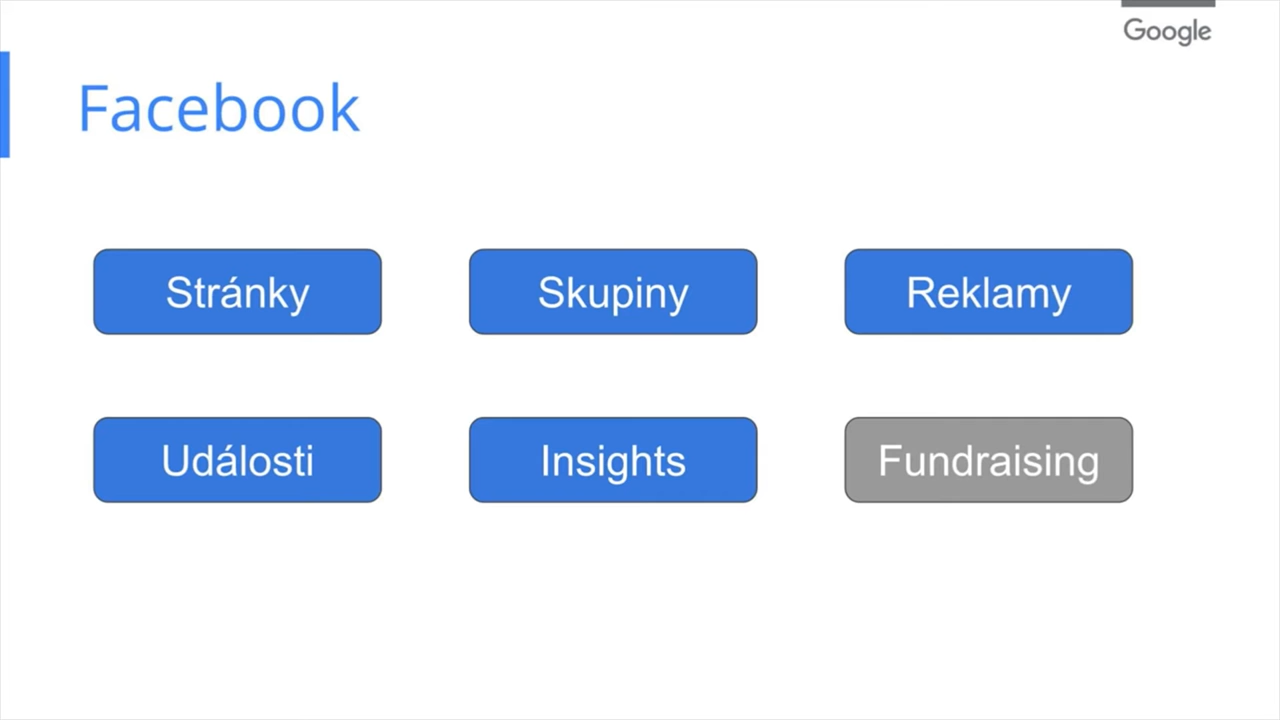 Google
Facebook
Stránky
Skupiny
Reklamy
Události
Insights
Fundraising